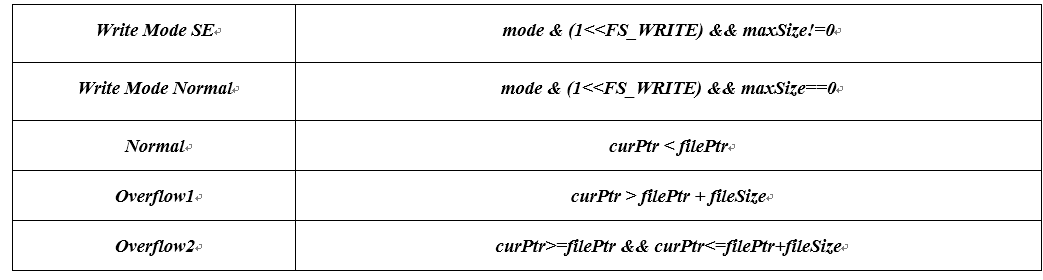 Write Mode SE mode & (1<<FS_WRITE) && maxSize!=0
Write Mode Normal mode & (1<<FS_WRITE) && maxSize==0
Normal curPtr < filePtr
Overflow1 curPtr > filePtr + fileSize
Overflow2 curPtr>=filePtr && curPtr<=filePtr+fileSize